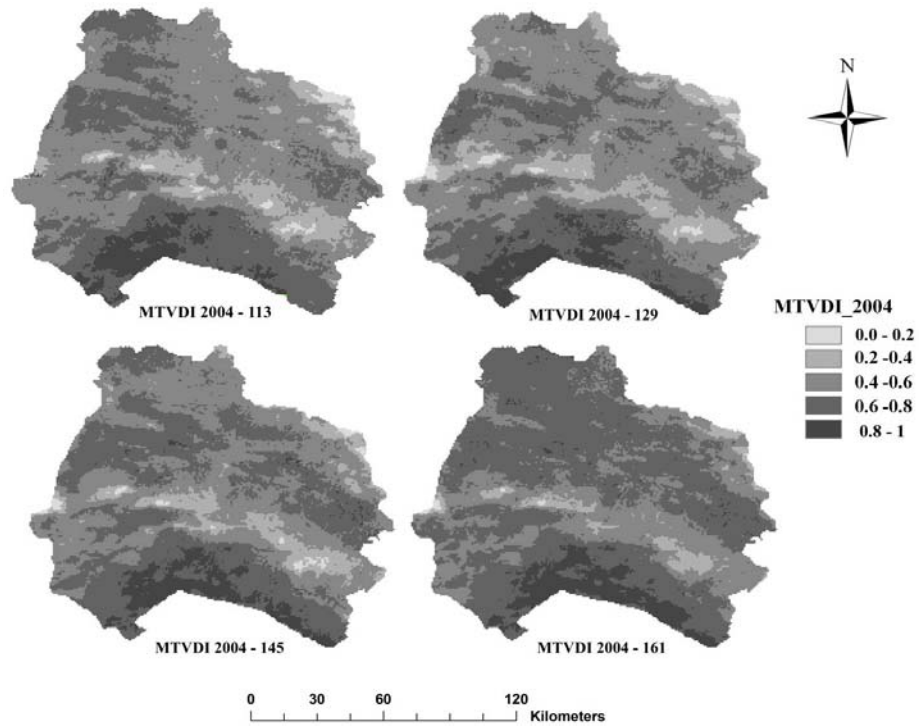 N
MTVDI 2004 - 113
MTVDI 2004 - 129
MTVDI_2004
0.0 - 0.2
0.2 -0.4
0.4 -0.6
0.6 -0.8
0.8 - 1
MTVDI 2004 - 145
MTVDI 2004 - 161
0 30 60 120
Kilometers